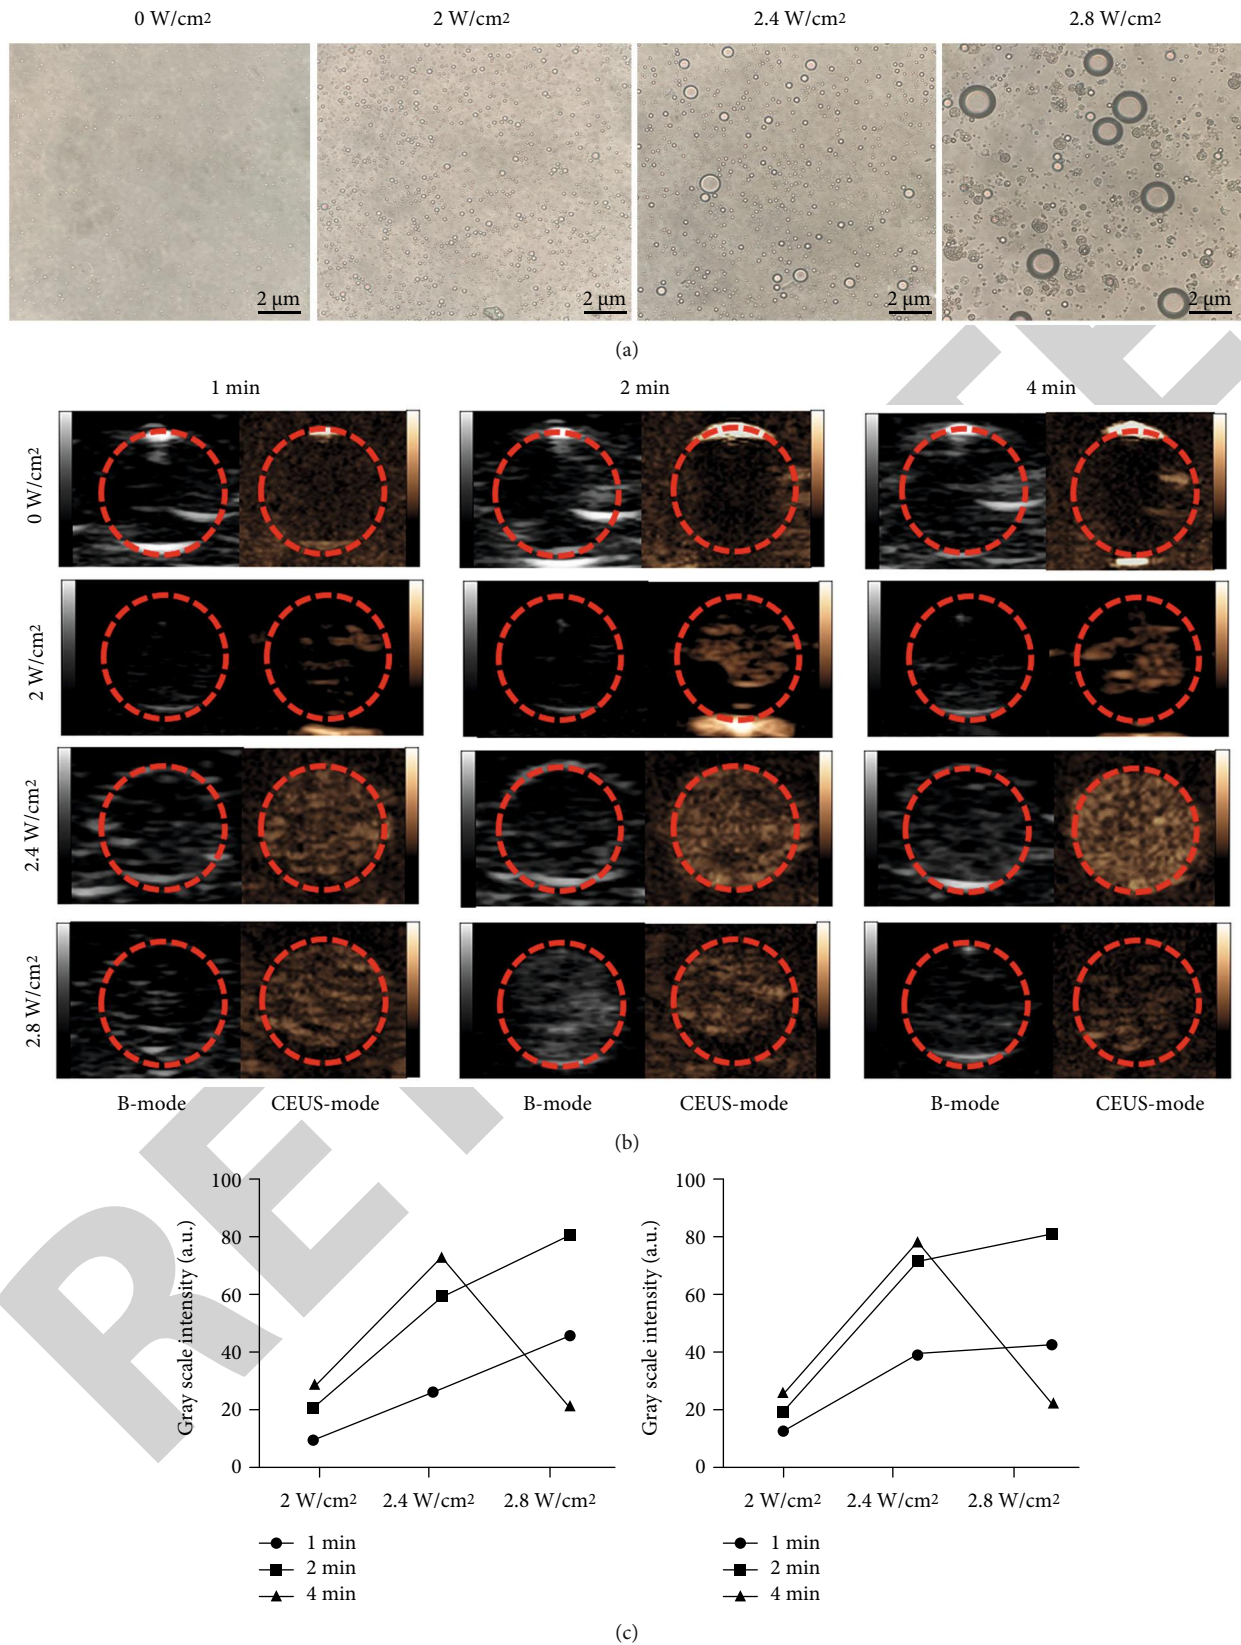 0 W/cm2 2 W/cm2 2.4 W/cm2 2.8 W/cm2
2 μm 2 μm 2 μm 2 μm
(a)
1 min 2 min 4 min
0 W/cm2
2 W/cm2
2.4 W/cm2
2.8 W/cm2
B-mode CEUS-mode B-mode CEUS-mode B-mode CEUS-mode
(b)
Gray scale intensity (a.u.)
100
80
60
40
20
0
2 W/cm2 2.4 W/cm2 2.8 W/cm2
1 min
2 min
4 min
Gray scale intensity (a.u.)
100
80
60
40
20
0
2 W/cm2 2.4 W/cm2 2.8 W/cm2
1 min
2 min
4 min
(c)